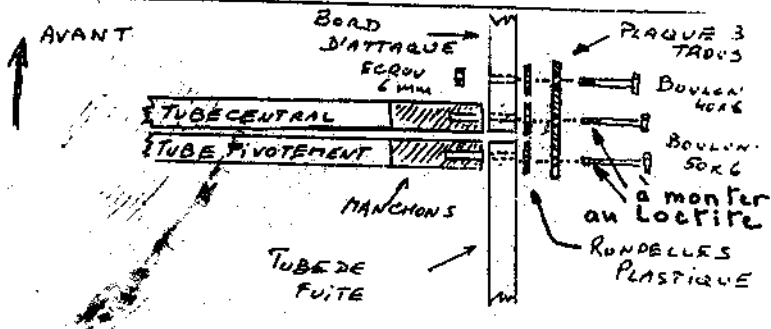 AVANT
BORD
D'ATTAQUE
ECROU
6 mm
PLAQUE 3
TROUS
BOULON
40x6
TUBE CENTRAL
TUBE PIVOTEMENT
BOULON
50x6
à monter
au Loctite
MANCHONS
RONDELLES
PLASTIQUE
TUBE DE
FUITE